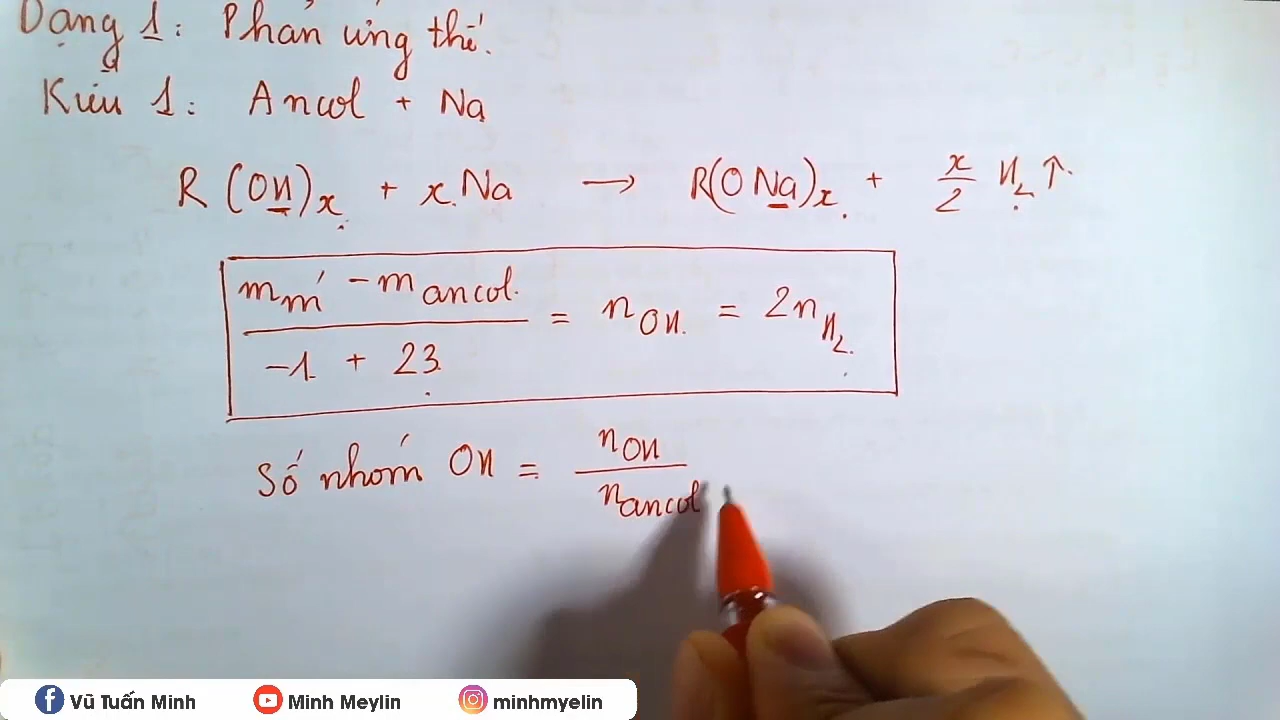 Dạng 1: Phản ứng thế.
Kiểu 1: Ancol + Na
R(OH)x + x.Na → R(ONa)x + x/2 H2↑
(mm' - mancol) / (-1 + 23) = nOH = 2nH2
Số nhóm OH = nOH / nancol
Vũ Tuấn Minh Minh Meylin minhmyelin